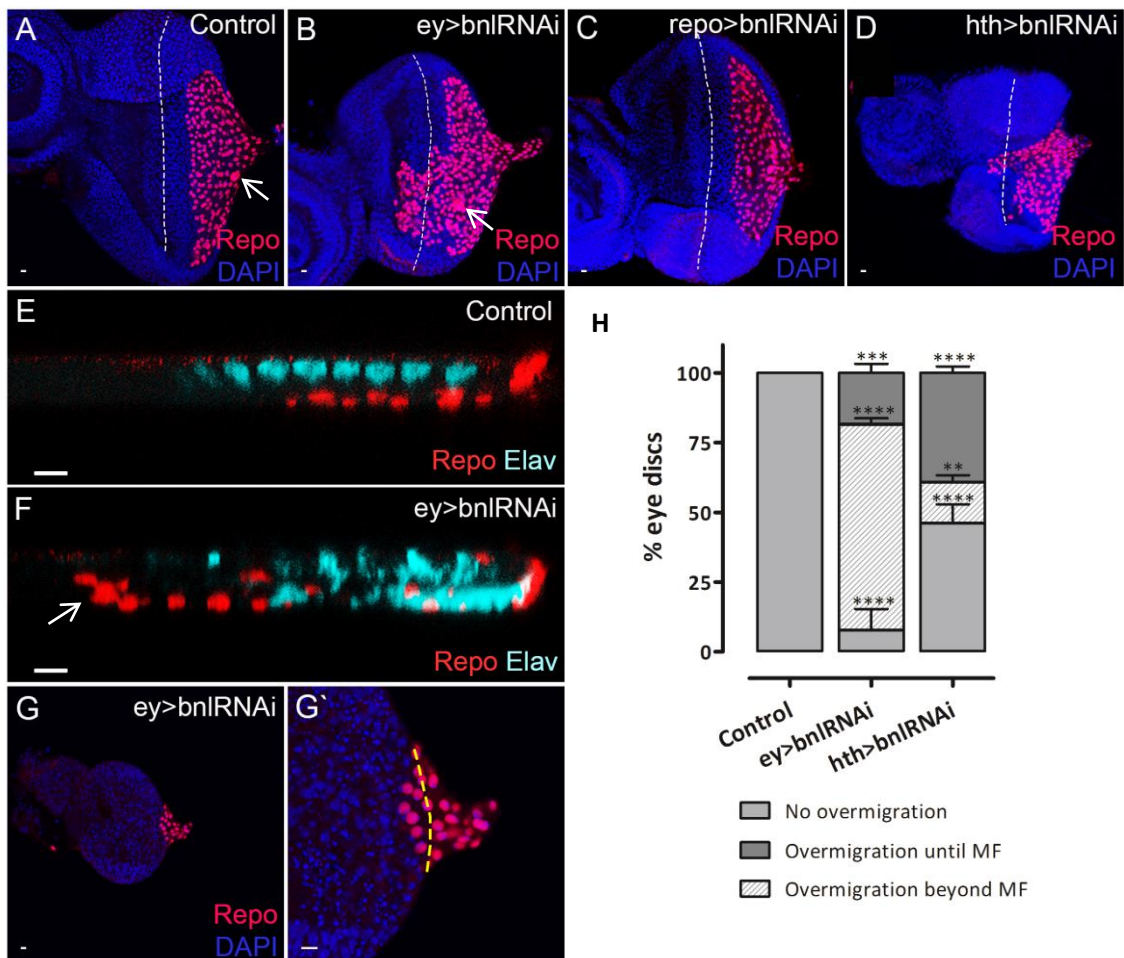 A
Control
Repo
DAPI
B
ey>bnlRNAi
Repo
DAPI
C
repo>bnlRNAi
Repo
DAPI
D
hth>bnlRNAi
Repo
DAPI
E
Control
Repo Elav
F
ey>bnlRNAi
Repo Elav
G
ey>bnlRNAi
Repo
DAPI
G`
H
% eye discs
100
75
50
25
0
***
****
****
****
**
****
Control
ey>bnlRNAi
hth>bnlRNAi
No overmigration
Overmigration until MF
Overmigration beyond MF